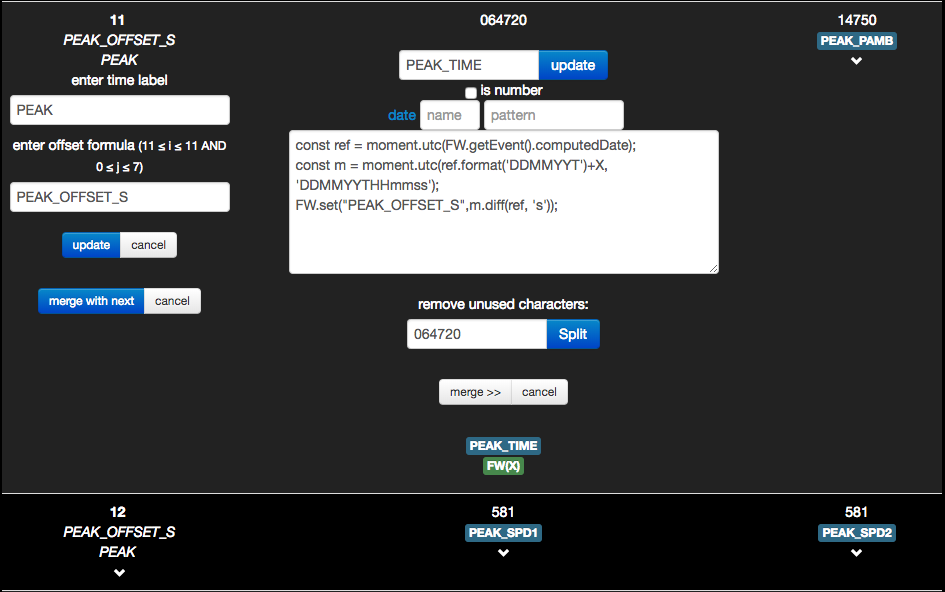 11
064720
14750
PEAK_OFFSET_S
PEAK_PAMB
PEAK
enter time label
PEAK_TIME
update
is number
PEAK
date
name
pattern
enter offset formula (11 ≤ i ≤ 11 AND
0 ≤ j ≤ 7)
PEAK_OFFSET_S
const ref = moment.utc(FW.getEvent().computedDate);
const m = moment.utc(ref.format('DDMMYYT')+X,
'DDMMYYTHHmmss');
FW.set("PEAK_OFFSET_S",m.diff(ref, 's'));
update
cancel
merge with next
cancel
remove unused characters:
064720
Split
merge >>
cancel
PEAK_TIME
FW(X)
12
581
581
PEAK_OFFSET_S
PEAK_SPD1
PEAK_SPD2
PEAK